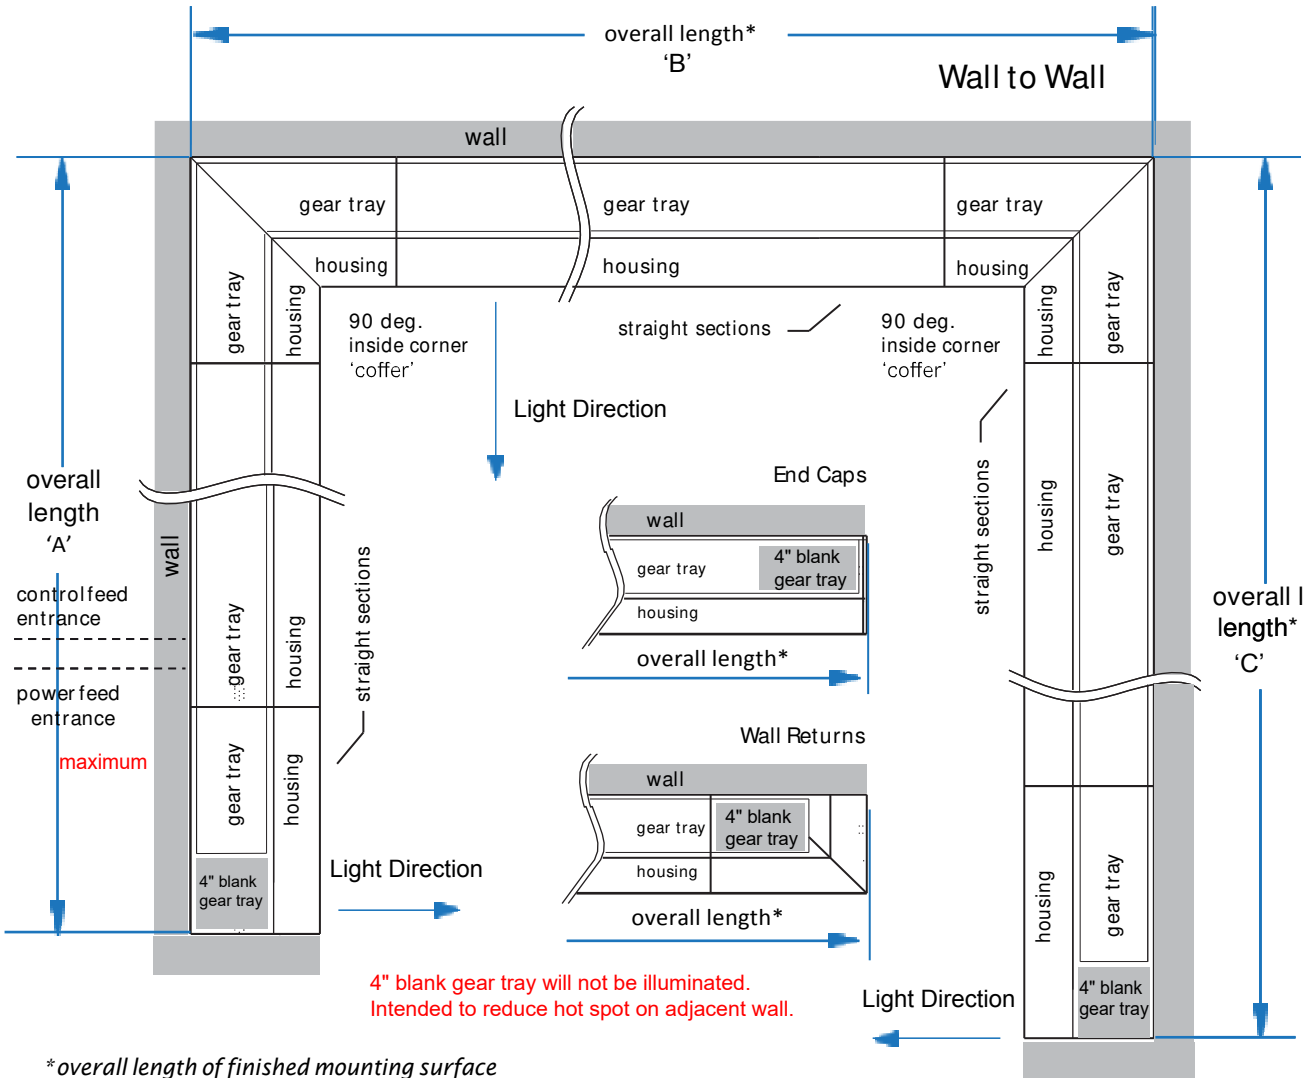 overall length*
‘B’
Wall to Wall
wall
gear tray
gear tray
gear tray
housing
housing
housing
gear tray
housing
housing
gear tray
90 deg.
inside corner
‘coffer’
straight sections
90 deg.
inside corner
‘coffer’
Light Direction
overall
length
‘A’
End Caps
wall
gear tray
4" blank
gear tray
housing
overall length*
wall
straight sections
straight sections
housing
gear tray
control feed
entrance
gear tray
housing
power feed
entrance
maximum
overall l
length*
‘C’
Wall Returns
wall
gear tray
4" blank
gear tray
housing
overall length*
gear tray
housing
4" blank
gear tray
Light Direction
housing
gear tray
4" blank gear tray will not be illuminated.
Intended to reduce hot spot on adjacent wall.
Light Direction
4" blank
gear tray
*overall length of finished mounting surface